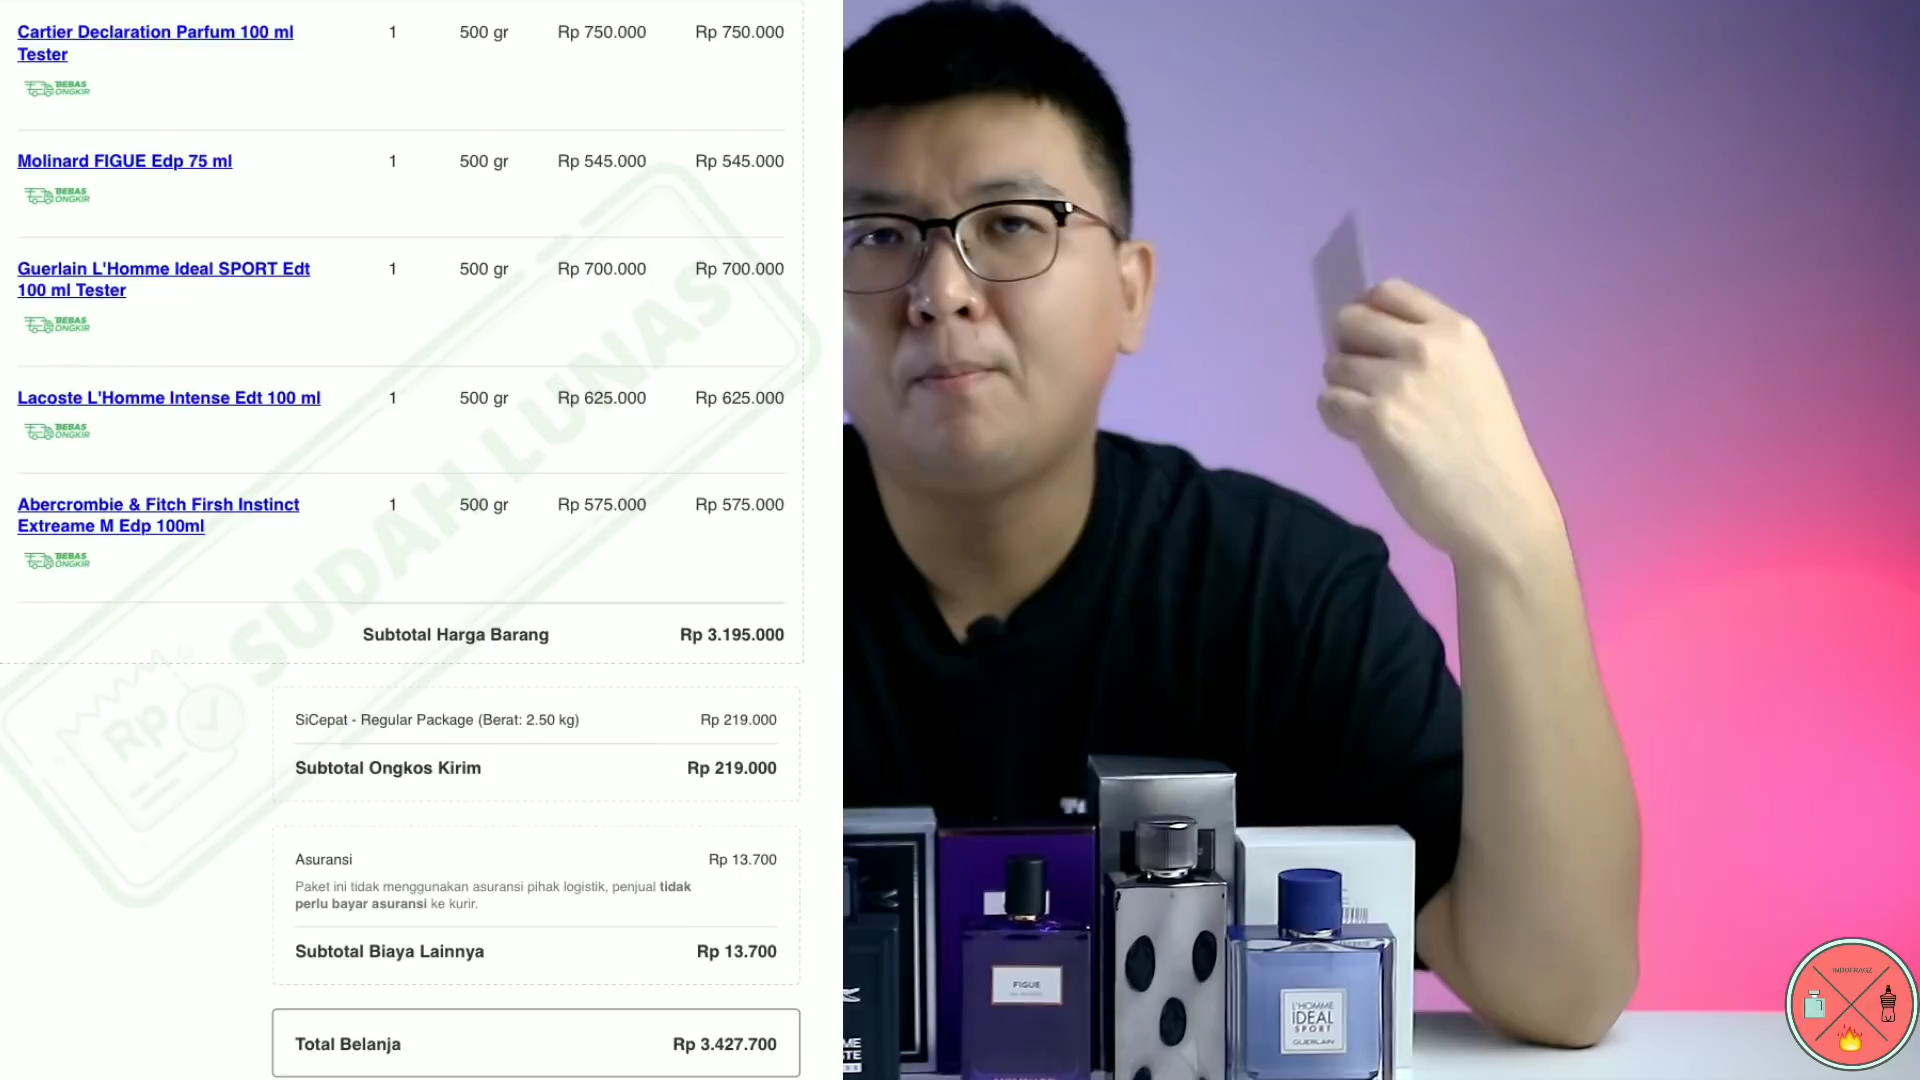 Cartier Declaration Parfum 100 ml 1 500 gr Rp 750.000 Rp 750.000
Tester
BEBAS
ONGKIR
Molinard FIGUE Edp 75 ml 1 500 gr Rp 545.000 Rp 545.000
BEBAS
ONGKIR
Guerlain L'Homme Ideal SPORT Edt 1 500 gr Rp 700.000 Rp 700.000
100 ml Tester
BEBAS
ONGKIR
Lacoste L'Homme Intense Edt 100 ml 1 500 gr Rp 625.000 Rp 625.000
BEBAS
ONGKIR
Abercrombie & Fitch Firsh Instinct 1 500 gr Rp 575.000 Rp 575.000
Extreame M Edp 100ml
BEBAS
ONGKIR
SUDAH LUNAS
RP
Subtotal Harga Barang Rp 3.195.000
SiCepat - Regular Package (Berat: 2.50 kg) Rp 219.000
Subtotal Ongkos Kirim Rp 219.000
Asuransi Rp 13.700
Paket ini tidak menggunakan asuransi pihak logistik, penjual tidak
perlu bayar asuransi ke kurir.
Subtotal Biaya Lainnya Rp 13.700
Total Belanja Rp 3.427.700
FIGUE
L'HOMME
IDEAL
SPORT
GUERLAIN
INDOFRAGZ